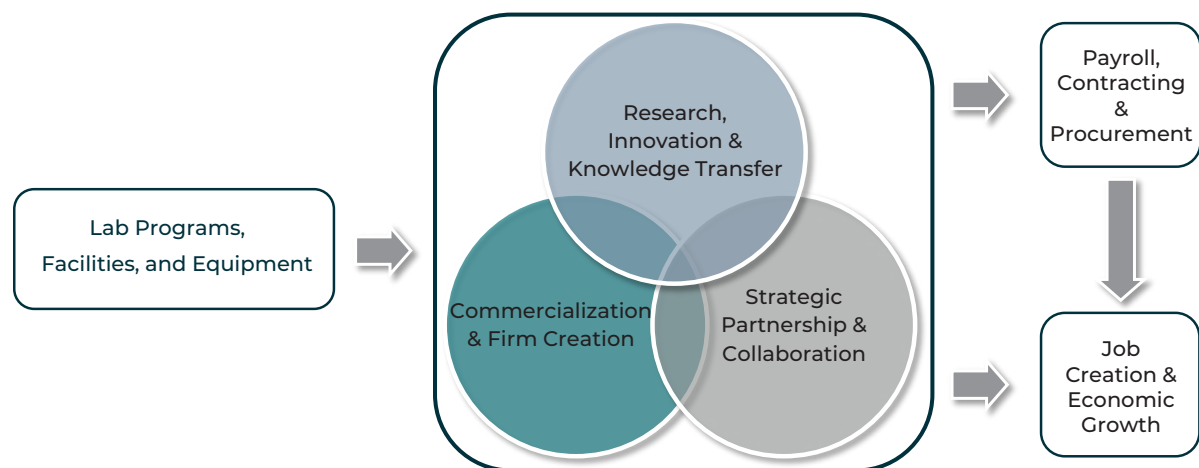 Lab Programs,
Facilities, and Equipment
Research,
Innovation &
Knowledge Transfer
Commercialization
& Firm Creation
Strategic
Partnership &
Collaboration
Payroll,
Contracting
&
Procurement
Job
Creation &
Economic
Growth